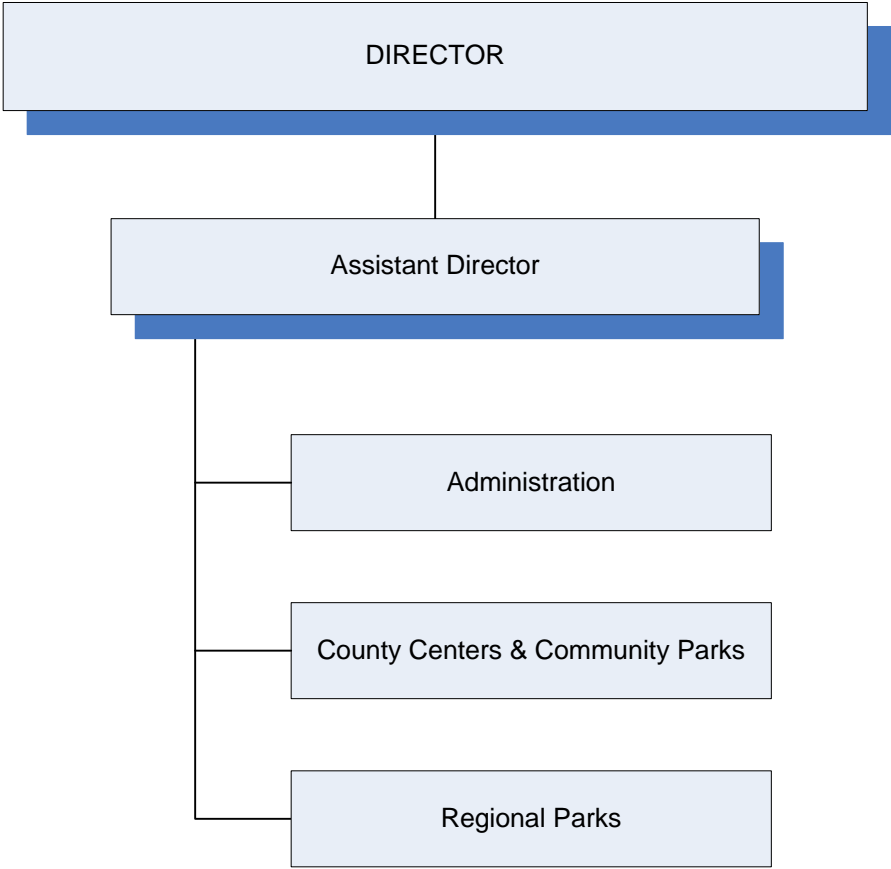 DIRECTOR
Assistant Director
Administration
County Centers & Community Parks
Regional Parks